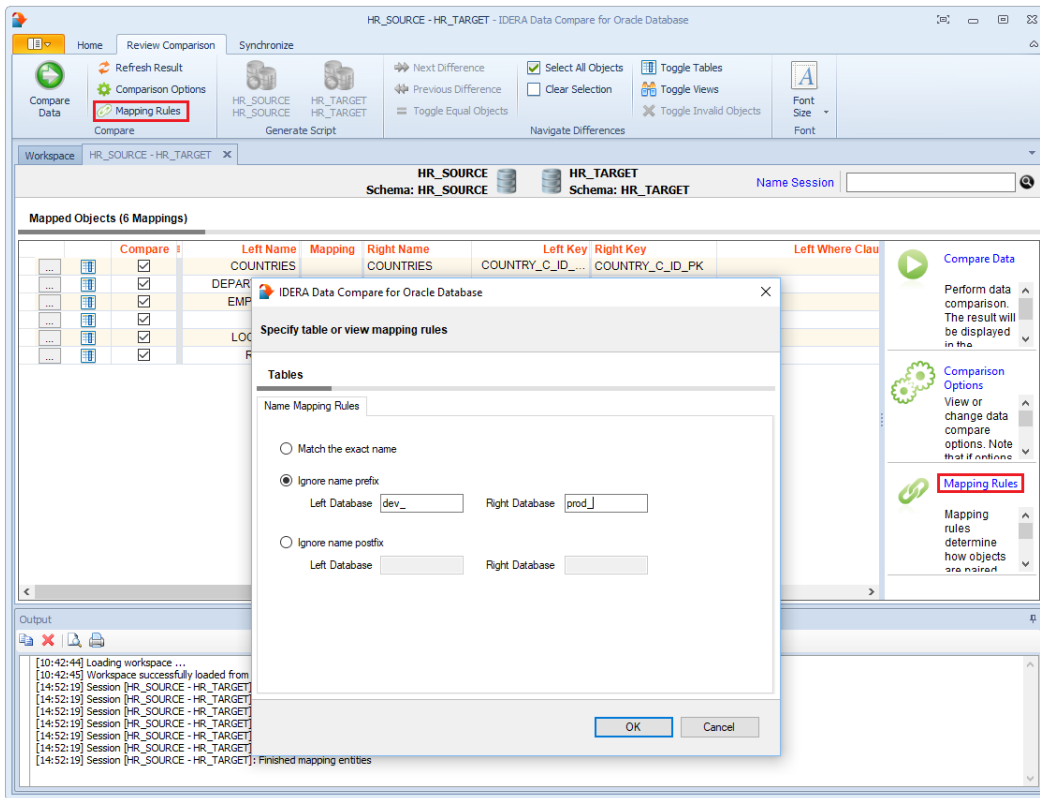 HR_SOURCE - HR_TARGET - IDERA Data Compare for Oracle Database
Home Review Comparison Synchronize
Compare Data
Refresh Result
Comparison Options
Mapping Rules
Compare
HR_SOURCE
HR_SOURCE
HR_TARGET
HR_TARGET
Generate Script
Next Difference
Previous Difference
Toggle Equal Objects
Select All Objects
Clear Selection
Toggle Tables
Toggle Views
Toggle Invalid Objects
Navigate Differences
A
Font
Size
Font
Workspace HR_SOURCE - HR_TARGET
HR_SOURCE
Schema: HR_SOURCE
HR_TARGET
Schema: HR_TARGET
Name Session
Mapped Objects (6 Mappings)
Compare Left Name Mapping Right Name Left Key Right Key Left Where Clau
... COUNTRIES COUNTRIES COUNTRY_C_ID_... COUNTRY_C_ID_PK
... DEPAR
... EMP
...
... LOC
... R
Compare Data
Perform data
comparison.
The result will
be displayed
in the
Comparison
Options
View or
change data
compare
options. Note
that if options
Mapping Rules
Mapping
rules
determine
how objects
are paired
IDERA Data Compare for Oracle Database
Specify table or view mapping rules
Tables
Name Mapping Rules
Match the exact name
Ignore name prefix
Left Database dev_ Right Database prod_
Ignore name postfix
Left Database Right Database
OK Cancel
Output
[10:42:44] Loading workspace ...
[10:42:45] Workspace successfully loaded from
[14:52:19] Session [HR_SOURCE - HR_TARGET]
[14:52:19] Session [HR_SOURCE - HR_TARGET]
[14:52:19] Session [HR_SOURCE - HR_TARGET]
[14:52:19] Session [HR_SOURCE - HR_TARGET]
[14:52:19] Session [HR_SOURCE - HR_TARGET]
[14:52:19] Session [HR_SOURCE - HR_TARGET]
[14:52:19] Session [HR_SOURCE - HR_TARGET]: Finished mapping entities